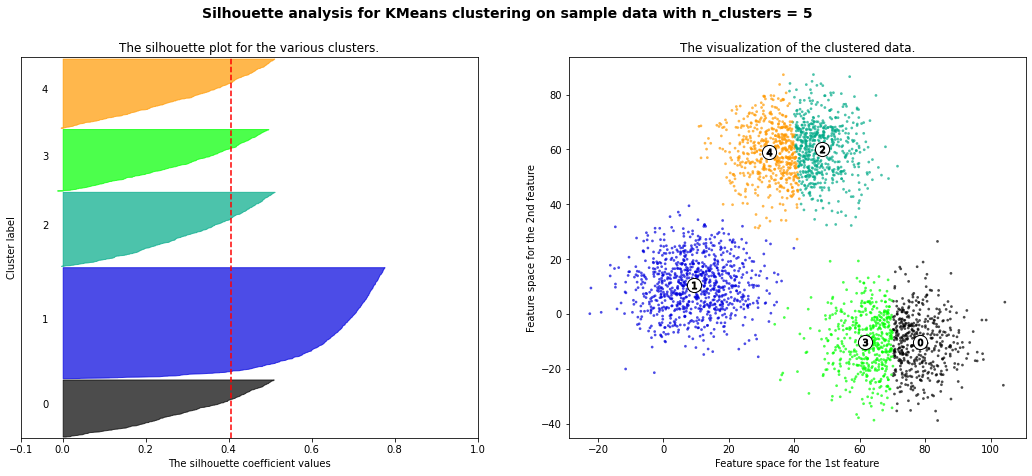 Silhouette analysis for KMeans clustering on sample data with n_clusters = 5
The silhouette plot for the various clusters.
4
3
2
1
0
Cluster label
-0.1 0.0 0.2 0.4 0.6 0.8 1.0
The silhouette coefficient values
The visualization of the clustered data.
80
60
40
20
0
−20
−40
Feature space for the 2nd feature
4 2
1
3 0
−20 0 20 40 60 80 100
Feature space for the 1st feature